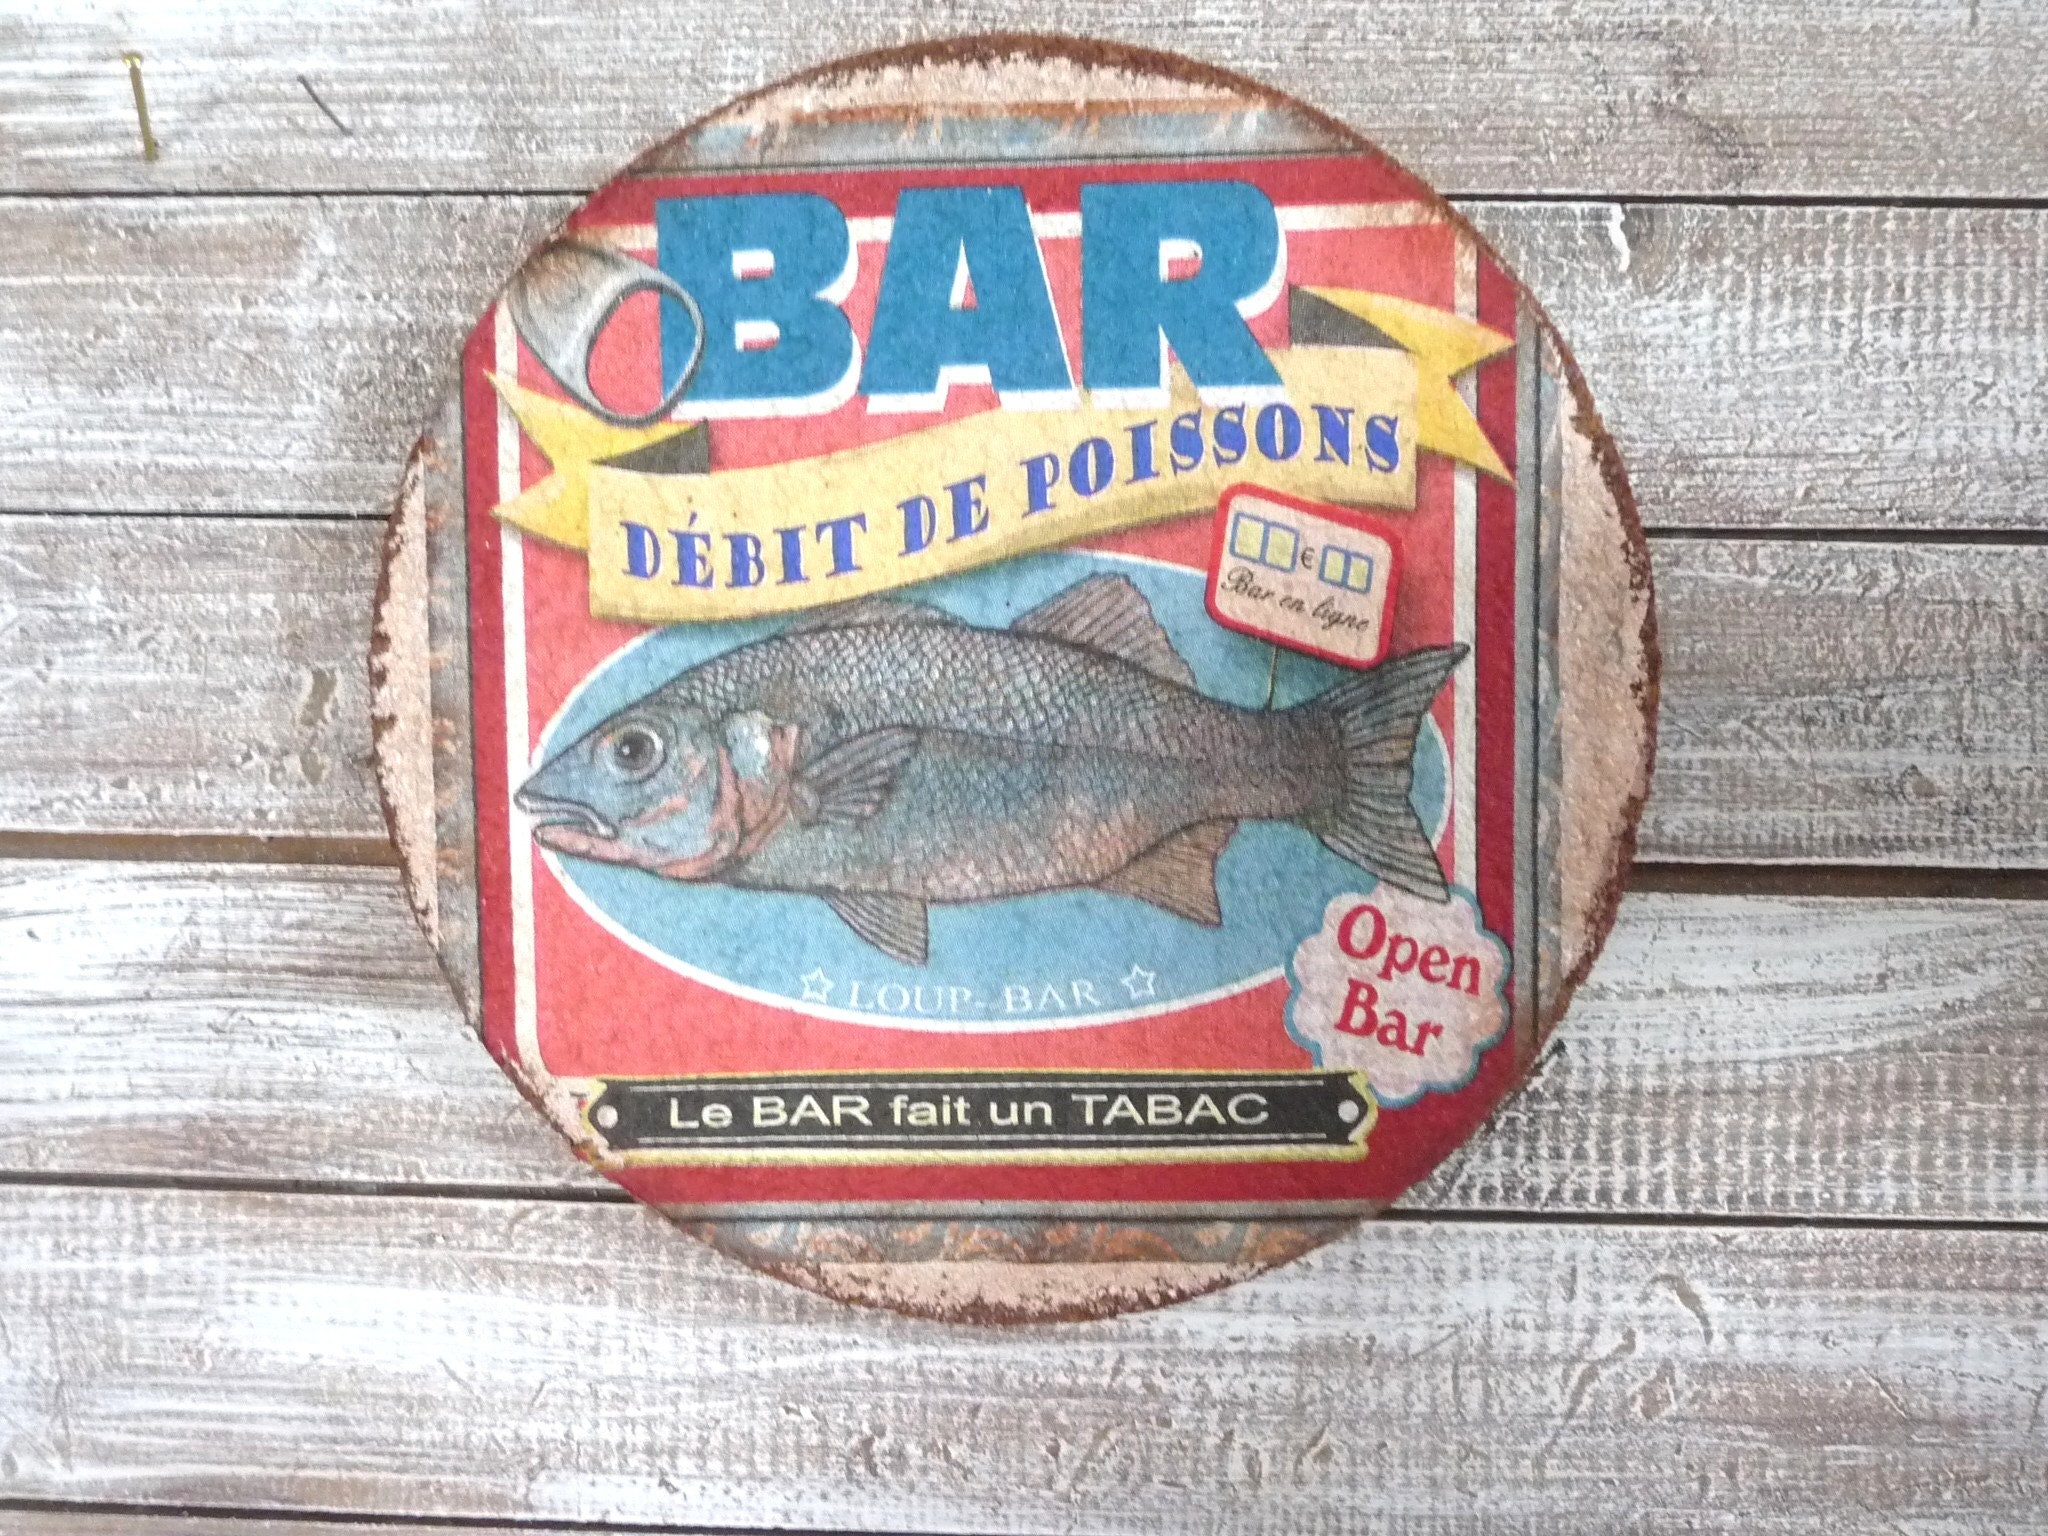 BAR
DÉBIT DE POISSONS
€
Bar en ligne
LOUP-BAR
Open
Bar
Le BAR fait un TABAC